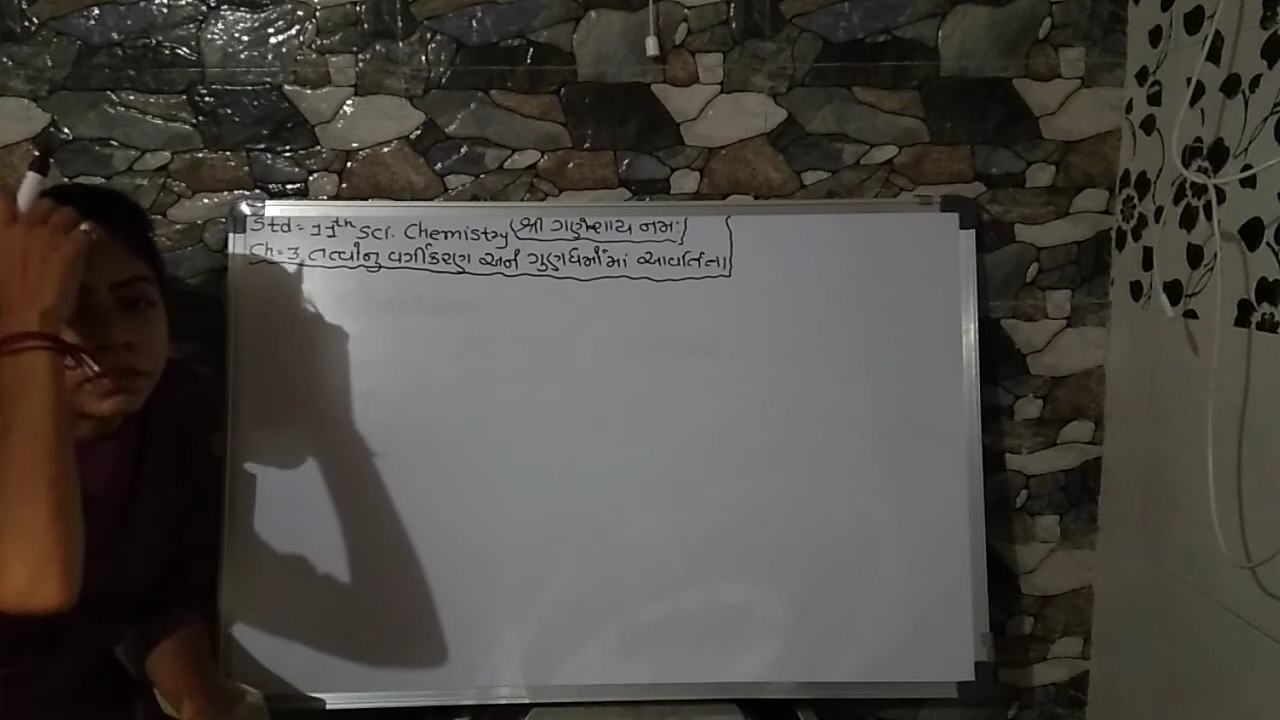 Std = 11th Sci. Chemistry (શ્રી ગણેશાય નમઃ)
Ch = 3, તત્વોનુ વર્ગીકરણ અને ગુણધર્મોમાં આવર્તિતા